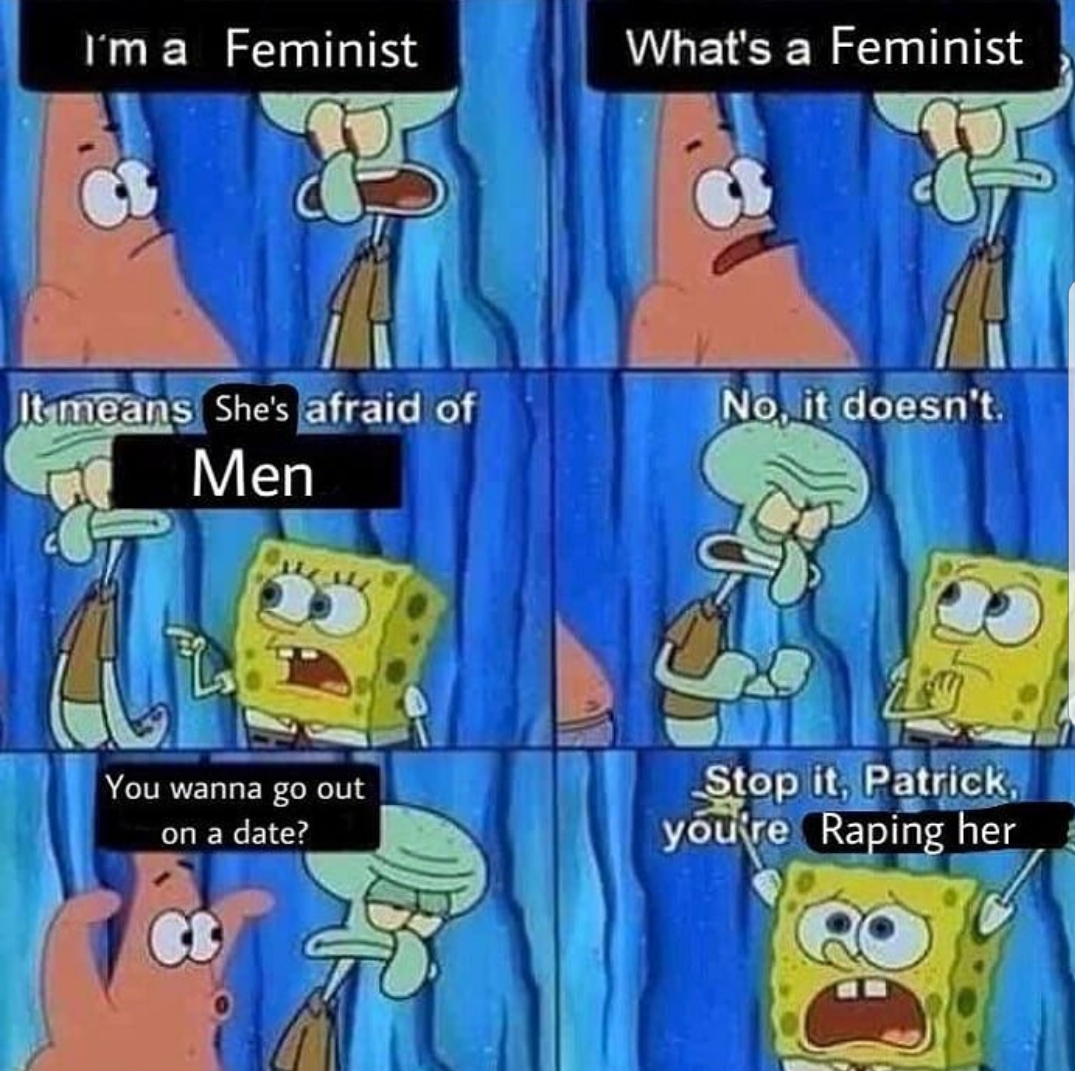 I'm a Feminist
What's a Feminist
It means She's afraid of
Men
No, it doesn't.
You wanna go out
on a date?
Stop it, Patrick,
you're Raping her